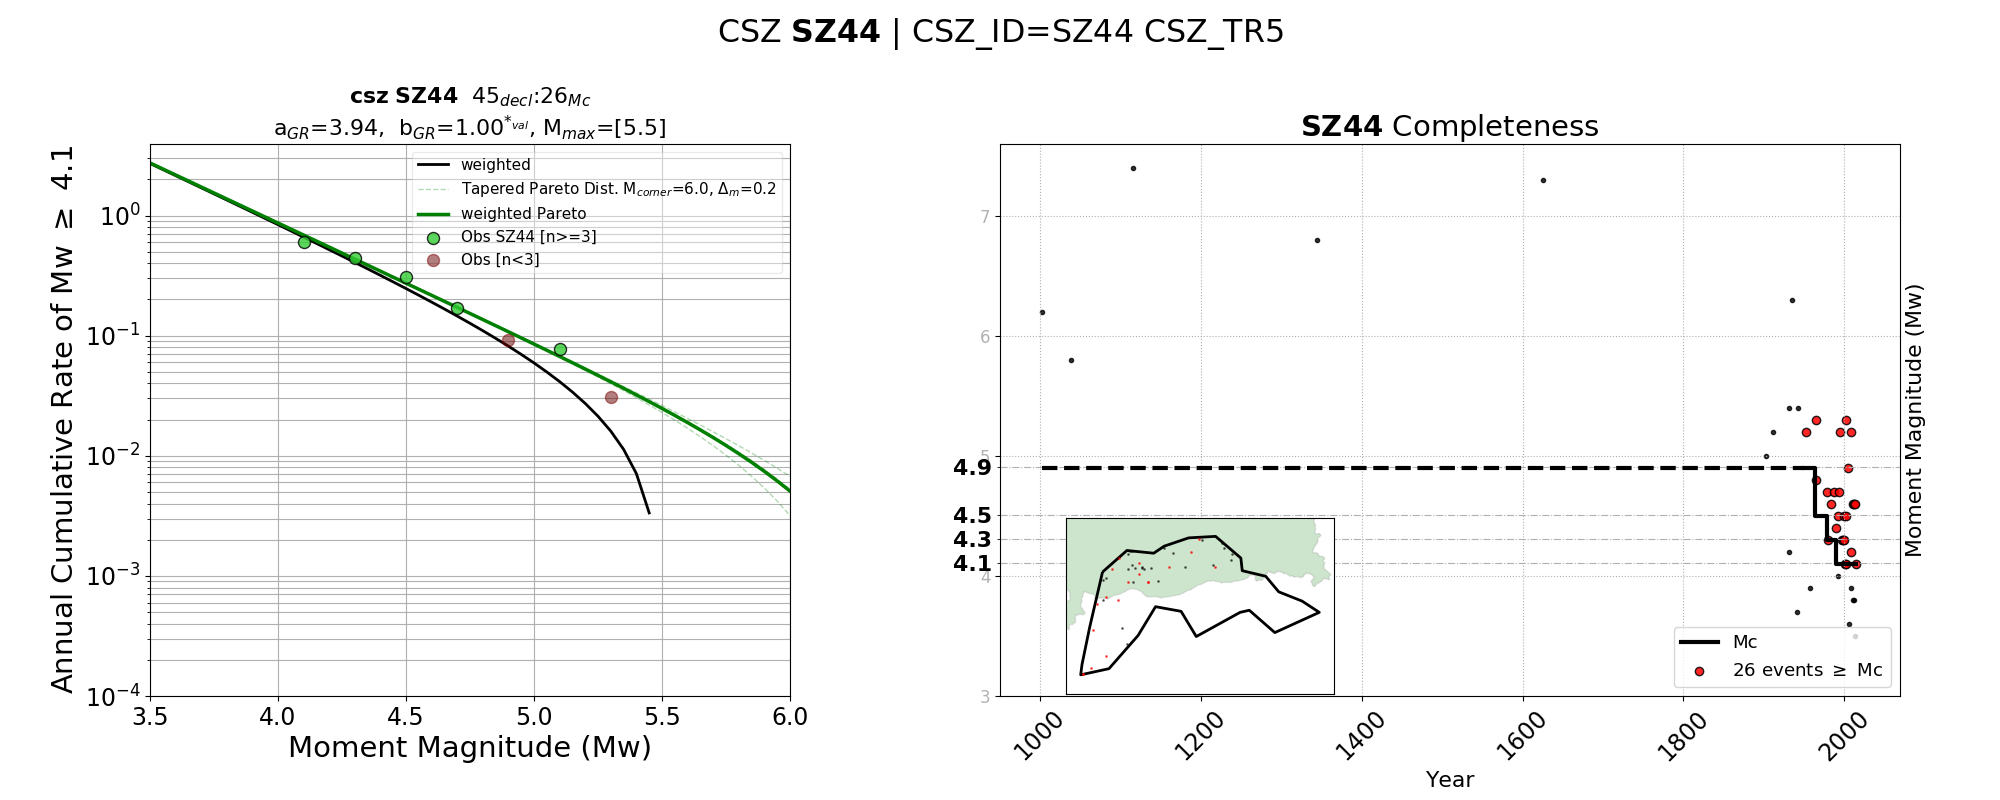 CSZ SZ44 | CSZ_ID=SZ44 CSZ_TR5
csz SZ44 45decl:26Mc
aGR=3.94, bGR=1.00*val, Mmax=[5.5]
Annual Cumulative Rate of Mw ≥ 4.1
10^0
10^−1
10^−2
10^−3
10^−4
weighted
Tapered Pareto Dist. Mcorner=6.0, Δm=0.2
weighted Pareto
Obs SZ44 [n>=3]
Obs [n<3]
3.5 4.0 4.5 5.0 5.5 6.0
Moment Magnitude (Mw)
SZ44 Completeness
7
6
5
4.9
4.5
4.3
4.1
4
3
Mc
26 events ≥ Mc
1000 1200 1400 1600 1800 2000
Year
Moment Magnitude (Mw)